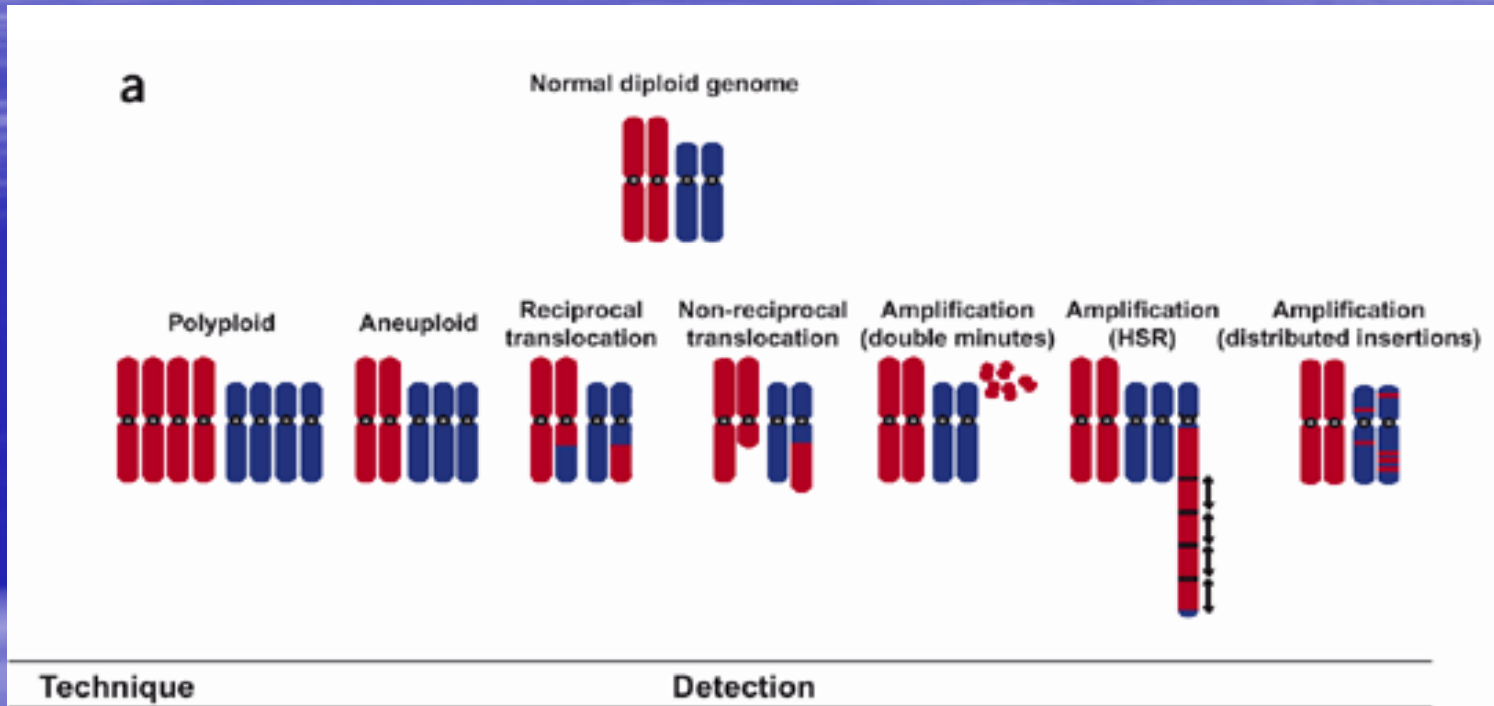 a
Normal diploid genome
Polyploid
Aneuploid
Reciprocal
translocation
Non-reciprocal
translocation
Amplification
(double minutes)
Amplification
(HSR)
Amplification
(distributed insertions)
Technique
Detection